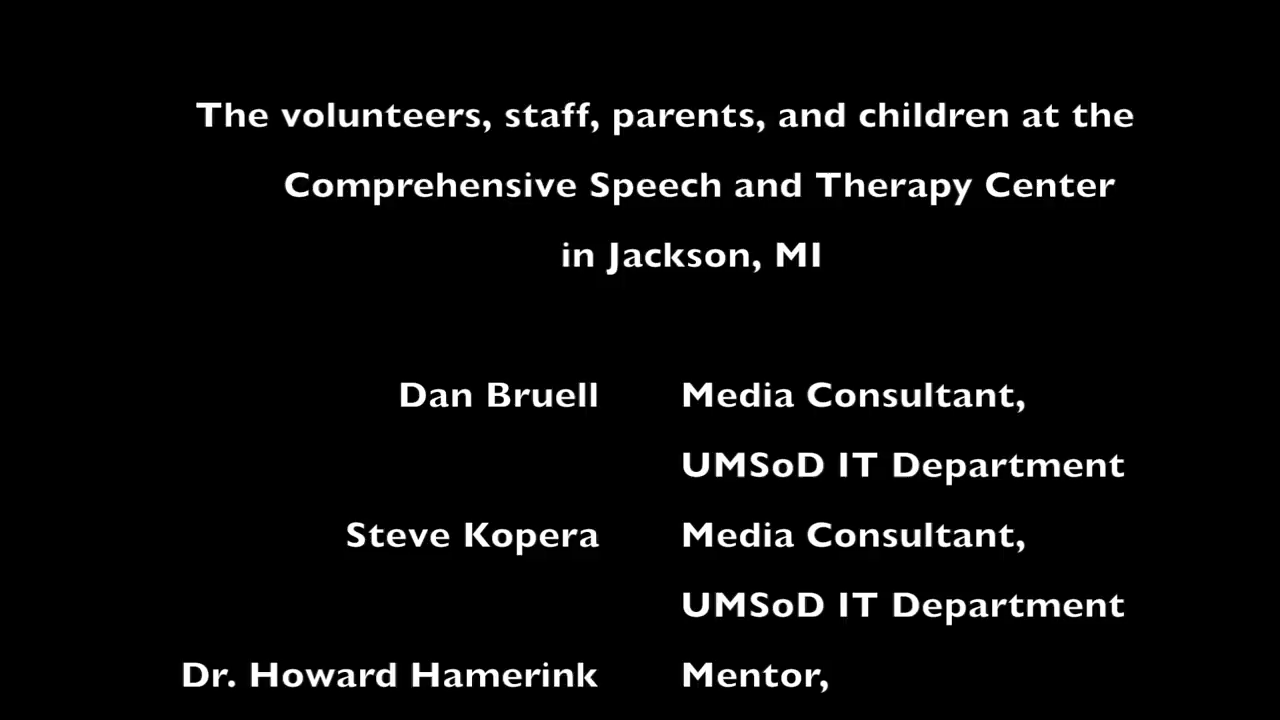 The volunteers, staff, parents, and children at the
Comprehensive Speech and Therapy Center
in Jackson, MI
Dan Bruell Media Consultant,
UMSoD IT Department
Steve Kopera Media Consultant,
UMSoD IT Department
Dr. Howard Hamerink Mentor,